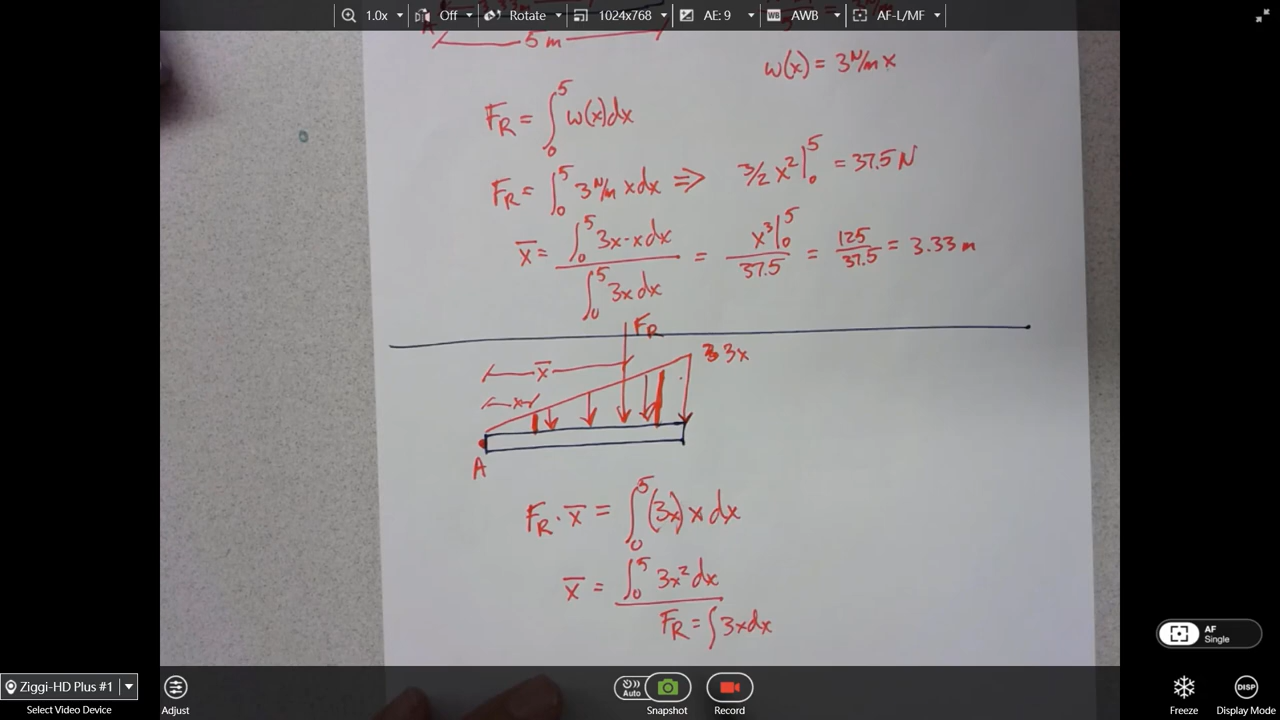 1.0x Off Rotate 1024x768 AE: 9 AWB AF-L/MF
A
5 m
w(x) = 3 N/m x
F_R = ∫₀⁵ w(x)dx
F_R = ∫₀⁵ 3 N/m x dx ⇒ 3/2 x²|₀⁵ = 37.5 N
x̄ = ∫₀⁵ 3x·x dx / ∫₀⁵ 3x dx = x³|₀⁵ / 37.5 = 125/37.5 = 3.33 m
F_R
x̄
3x
x
A
F_R · x̄ = ∫₀⁵ (3x) x dx
x̄ = ∫₀⁵ 3x² dx
F_R = ∫ 3x dx
AF
Single
Ziggi-HD Plus #1
Select Video Device
Adjust
Auto
Snapshot
Record
Freeze
DISP
Display Mode